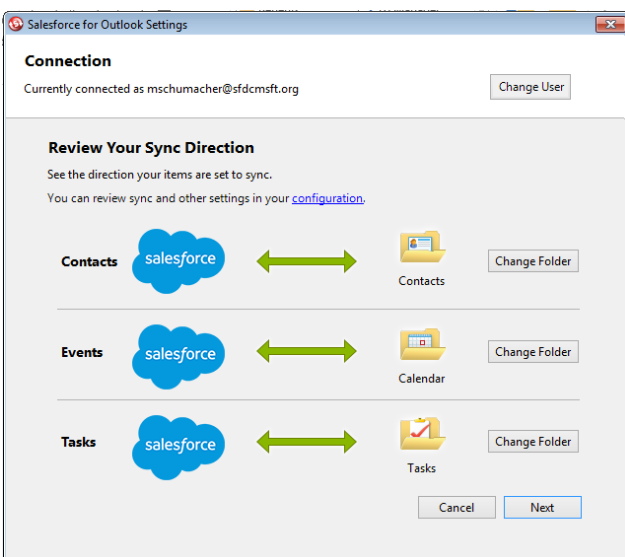 Salesforce for Outlook Settings
Connection
Currently connected as mschumacher@sfdcmsft.org
Change User
Review Your Sync Direction
See the direction your items are set to sync.
You can review sync and other settings in your configuration.
Contacts
salesforce
Contacts
Change Folder
Events
salesforce
Calendar
Change Folder
Tasks
salesforce
Tasks
Change Folder
Cancel
Next